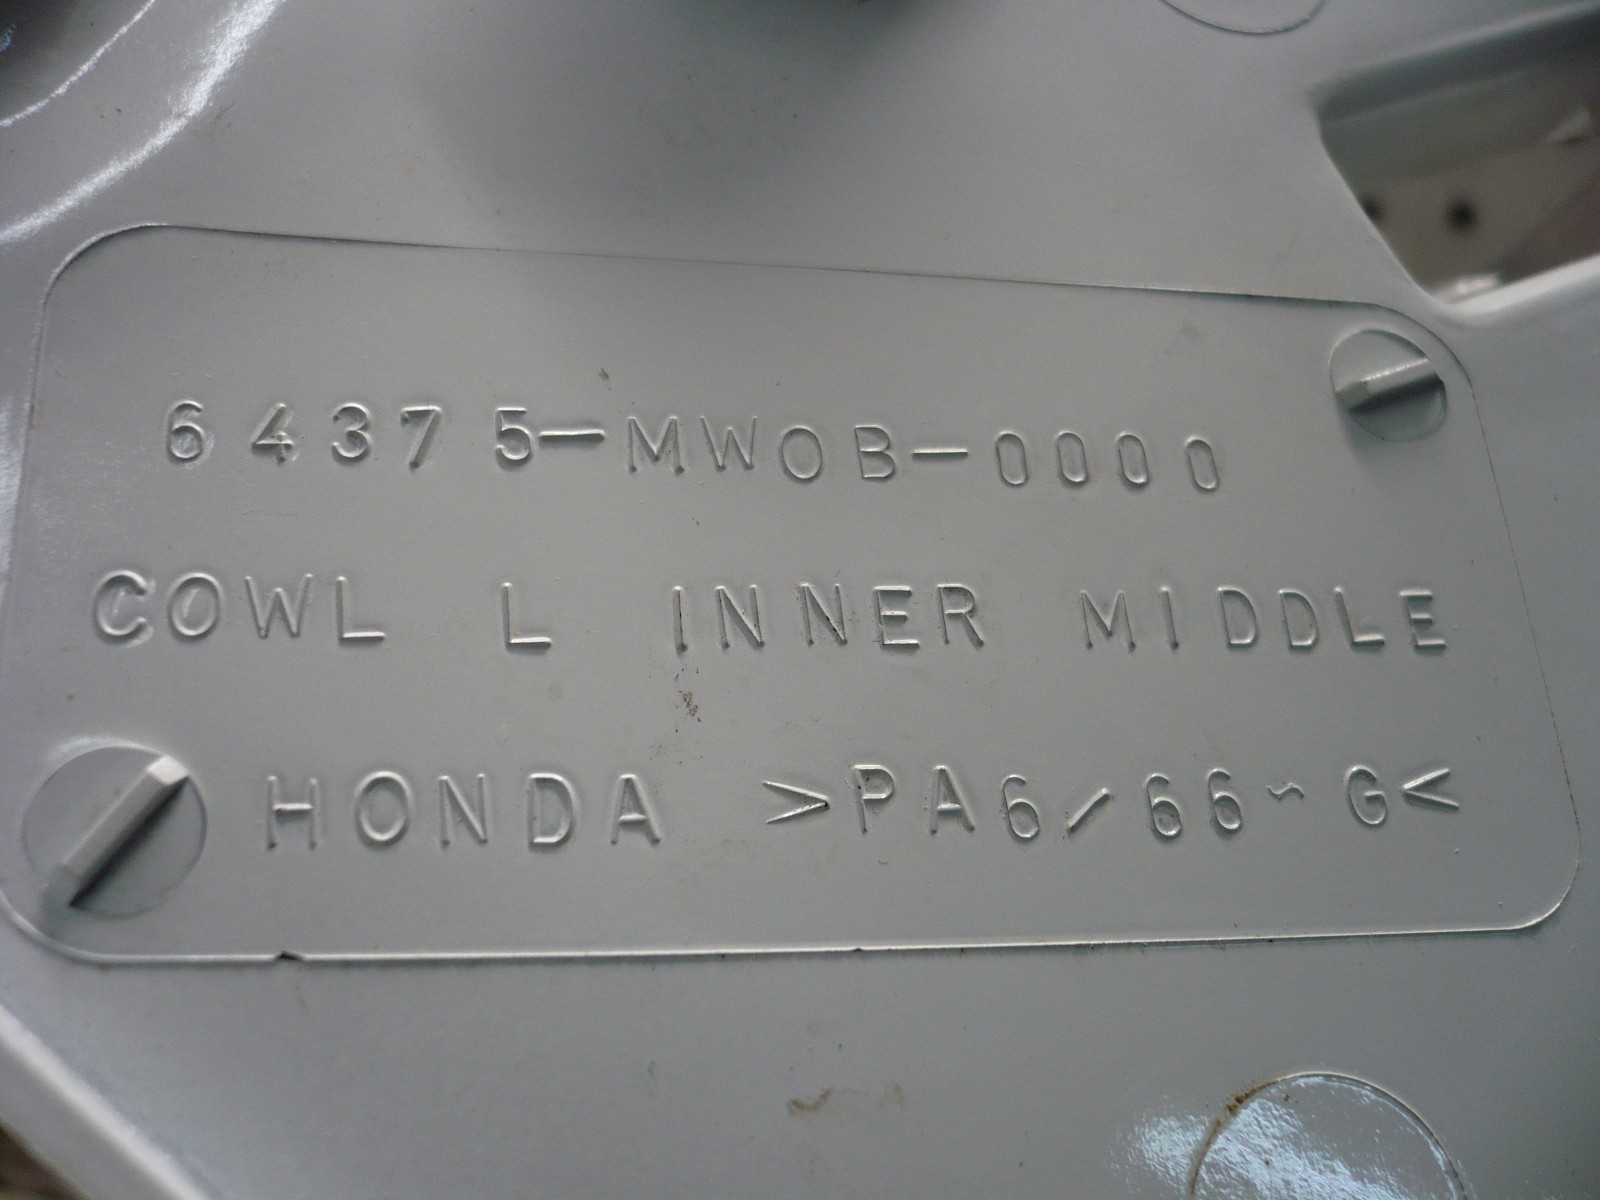 64375-MW0B-0000
COWL L INNER MIDDLE
HONDA >PA6/66~G<